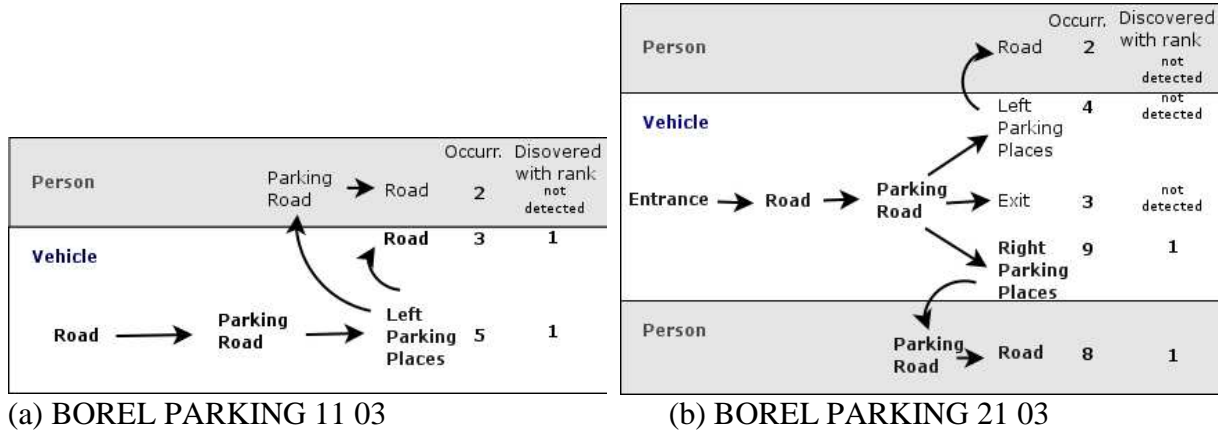 Occurr. Disovered
with rank
Person
Parking
Road
Road
2
not
detected
Road
3
1
Vehicle
Road
Parking
Road
Left
Parking
Places
5
1
(a) BOREL PARKING 11 03
Occurr. Discovered
with rank
Person
Road
2
not
detected
Vehicle
Left
Parking
Places
4
not
detected
Entrance
Road
Parking
Road
Exit
3
not
detected
Right
Parking
Places
9
1
Person
Parking
Road
Road
8
1
(b) BOREL PARKING 21 03